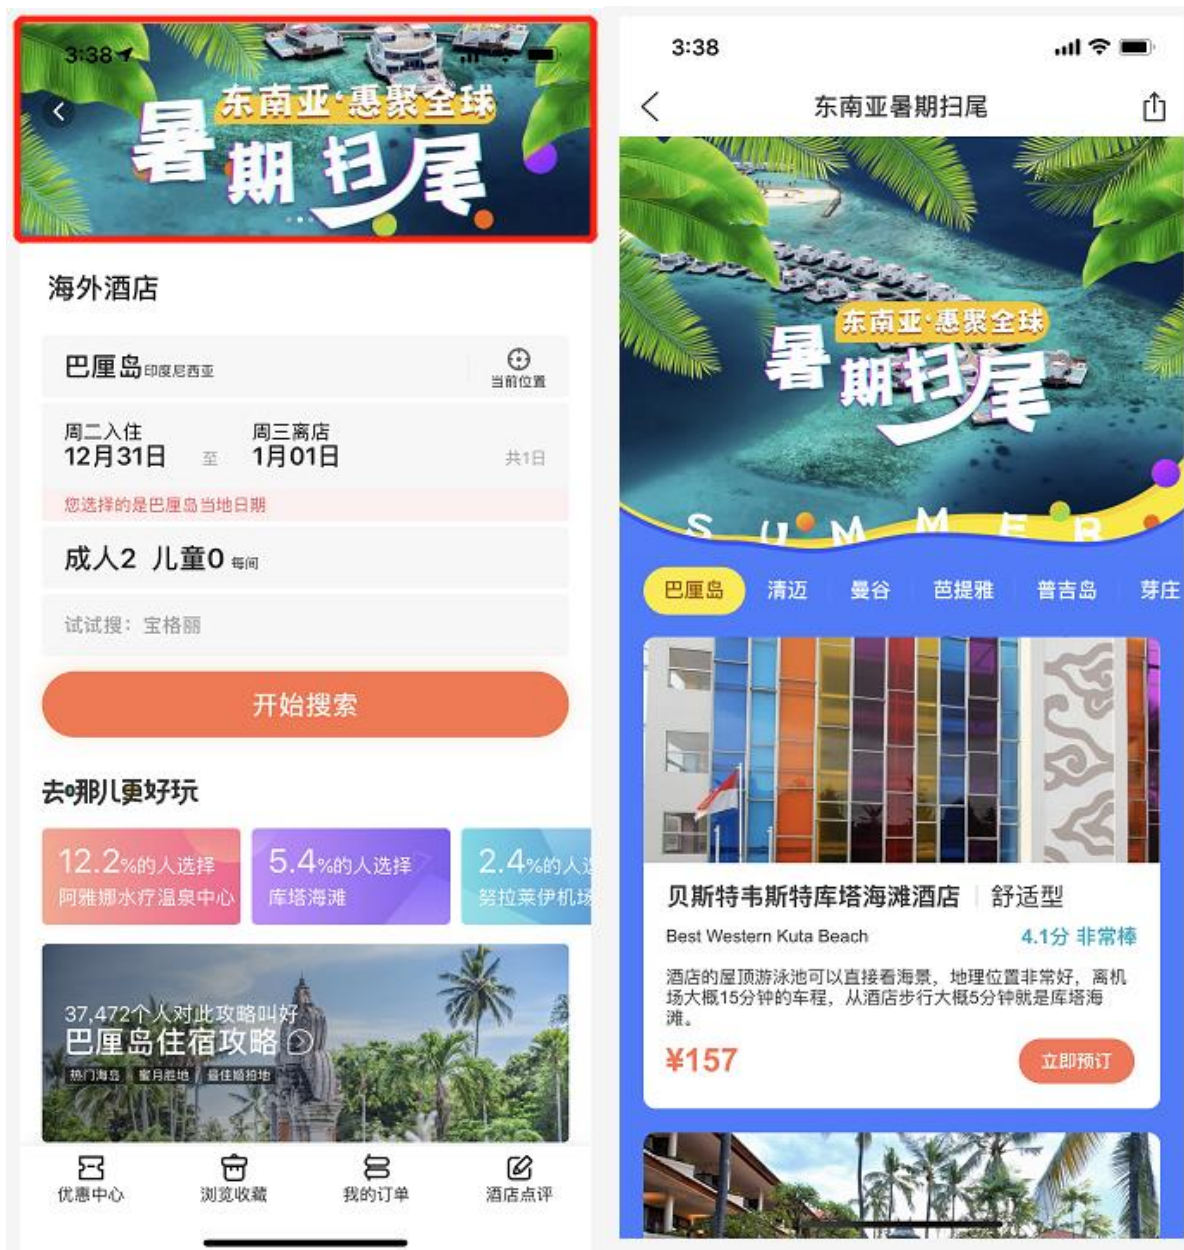 3:38
东南亚·惠聚全球
暑期扫尾
海外酒店
巴厘岛印度尼西亚
当前位置
周二入住
周三离店
12月31日 至 1月01日 共1日
您选择的是巴厘岛当地日期
成人2 儿童0 每间
试试搜：宝格丽
开始搜索
去哪儿更好玩
12.2%的人选择
阿雅娜水疗温泉中心
5.4%的人选择
库塔海滩
2.4%的人选
努拉莱伊机场
37,472个人对此攻略叫好
巴厘岛住宿攻略
热门海岛 蜜月胜地 最佳婚拍地
优惠中心 浏览收藏 我的订单 酒店点评
3:38
东南亚暑期扫尾
东南亚·惠聚全球
暑期扫尾
SUMMER
巴厘岛 清迈 曼谷 芭提雅 普吉岛 芽庄
贝斯特韦斯特库塔海滩酒店 | 舒适型
Best Western Kuta Beach 4.1分 非常棒
酒店的屋顶游泳池可以直接看海景，地理位置非常好，离机
场大概15分钟的车程，从酒店步行大概5分钟就是库塔海
滩。
¥157
立即预订